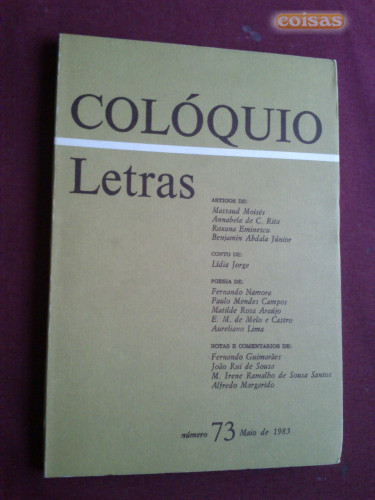 coisas
COLÓQUIO
Letras
ARTIGOS DE:
Massaud Moisés
Annabela de C. Rita
Roxana Eminescu
Benjamin Abdala Júnior
CONTO DE:
Lídia Jorge
POESIA DE:
Fernando Namora
Paulo Mendes Campos
Matilde Rosa Araújo
E. M. de Melo e Castro
Aureliano Lima
NOTAS E COMENTÁRIOS DE:
Fernando Guimarães
João Rui de Sousa
M. Irene Ramalho de Sousa Santos
Alfredo Margarido
número 73 Maio de 1983